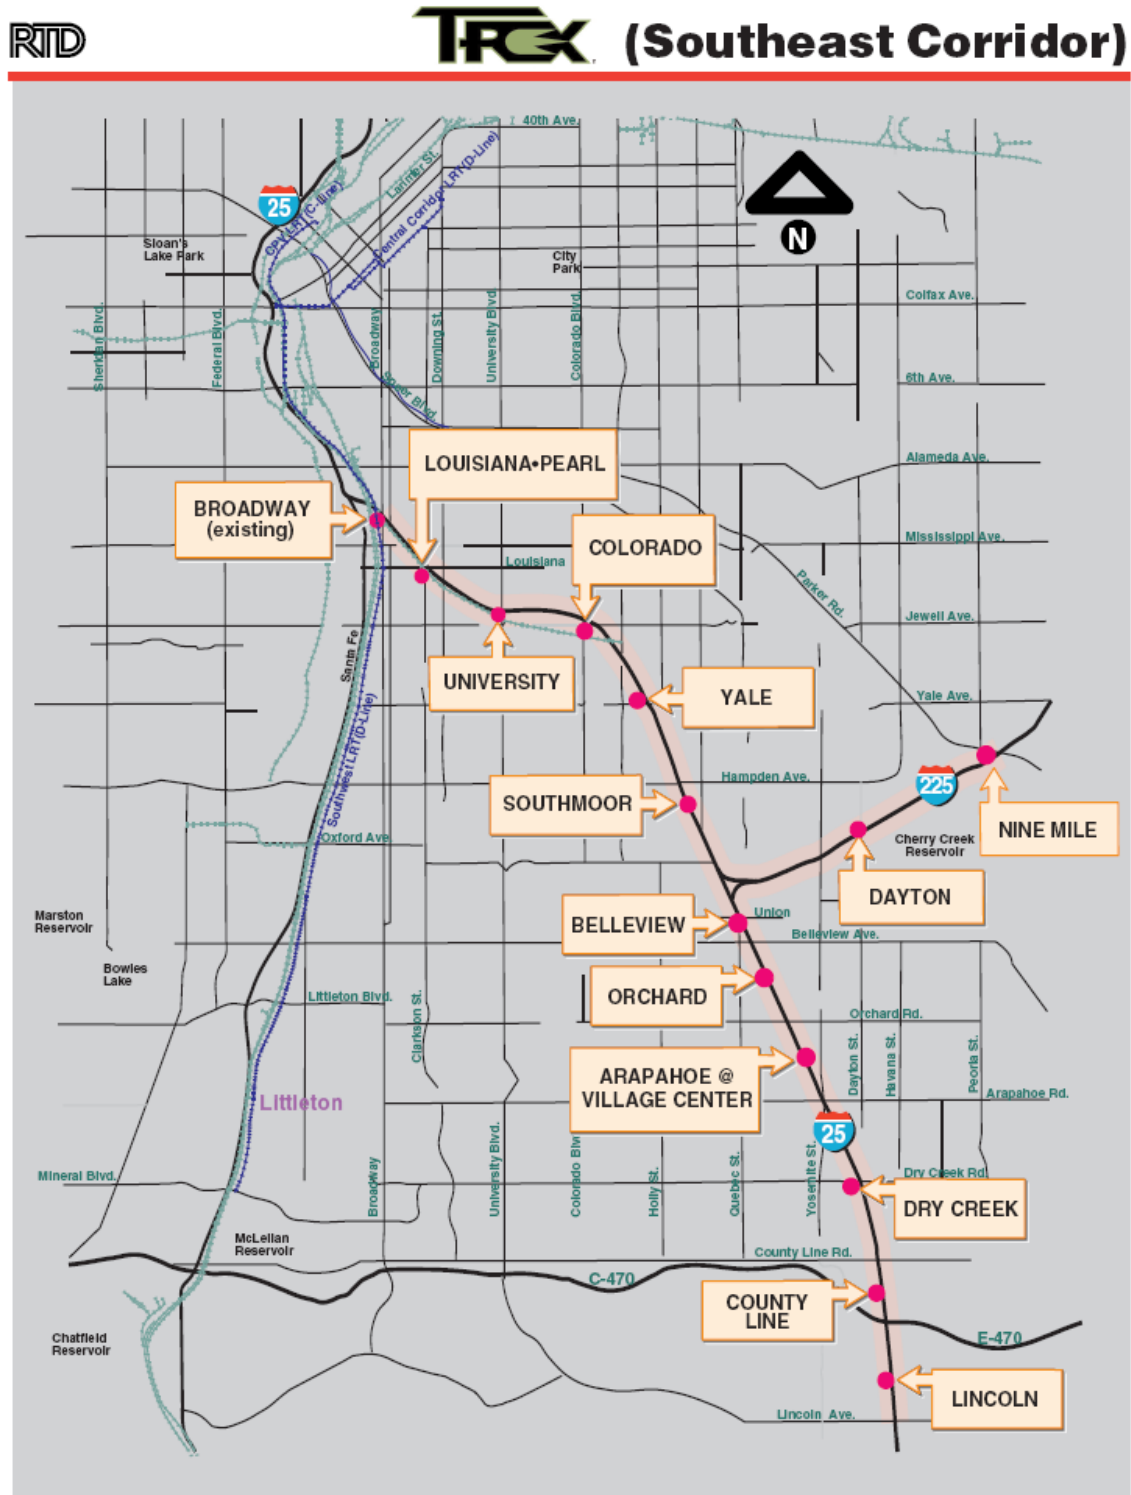 RTD
T-REX (Southeast Corridor)
40th Ave.
Larimer St.
Central Corridor LRT(D-Line)
CPV LRT(C-Line)
25
N
Sloan's
Lake Park
City
Park
Colfax Ave.
Sheridan Blvd.
Federal Blvd.
Broadway
Downing St.
University Blvd.
Colorado Blvd.
Speer Blvd.
6th Ave.
Alameda Ave.
LOUISIANA•PEARL
BROADWAY
(existing)
COLORADO
Mississippi Ave.
Louisiana
Parker Rd.
Jewell Ave.
Santa Fe
UNIVERSITY
YALE
Yale Ave.
Southwest LRT(D-Line)
Hampden Ave.
225
SOUTHMOOR
NINE MILE
Oxford Ave.
Cherry Creek
Reservoir
DAYTON
Marston
Reservoir
BELLEVIEW
Union
Belleview Ave.
Bowles
Lake
Littleton Blvd.
ORCHARD
Orchard Rd.
Clarkson St.
Dayton St.
Havana St.
Peoria St.
ARAPAHOE @
VILLAGE CENTER
Arapahoe Rd.
Littleton
25
Mineral Blvd.
Broadway
University Blvd.
Colorado Blv
Holly St.
Quebec St.
Yosemite St.
Dry Creek Rd.
DRY CREEK
McLellan
Reservoir
County Line Rd.
C-470
COUNTY
LINE
E-470
Chatfield
Reservoir
LINCOLN
Lincoln Ave.